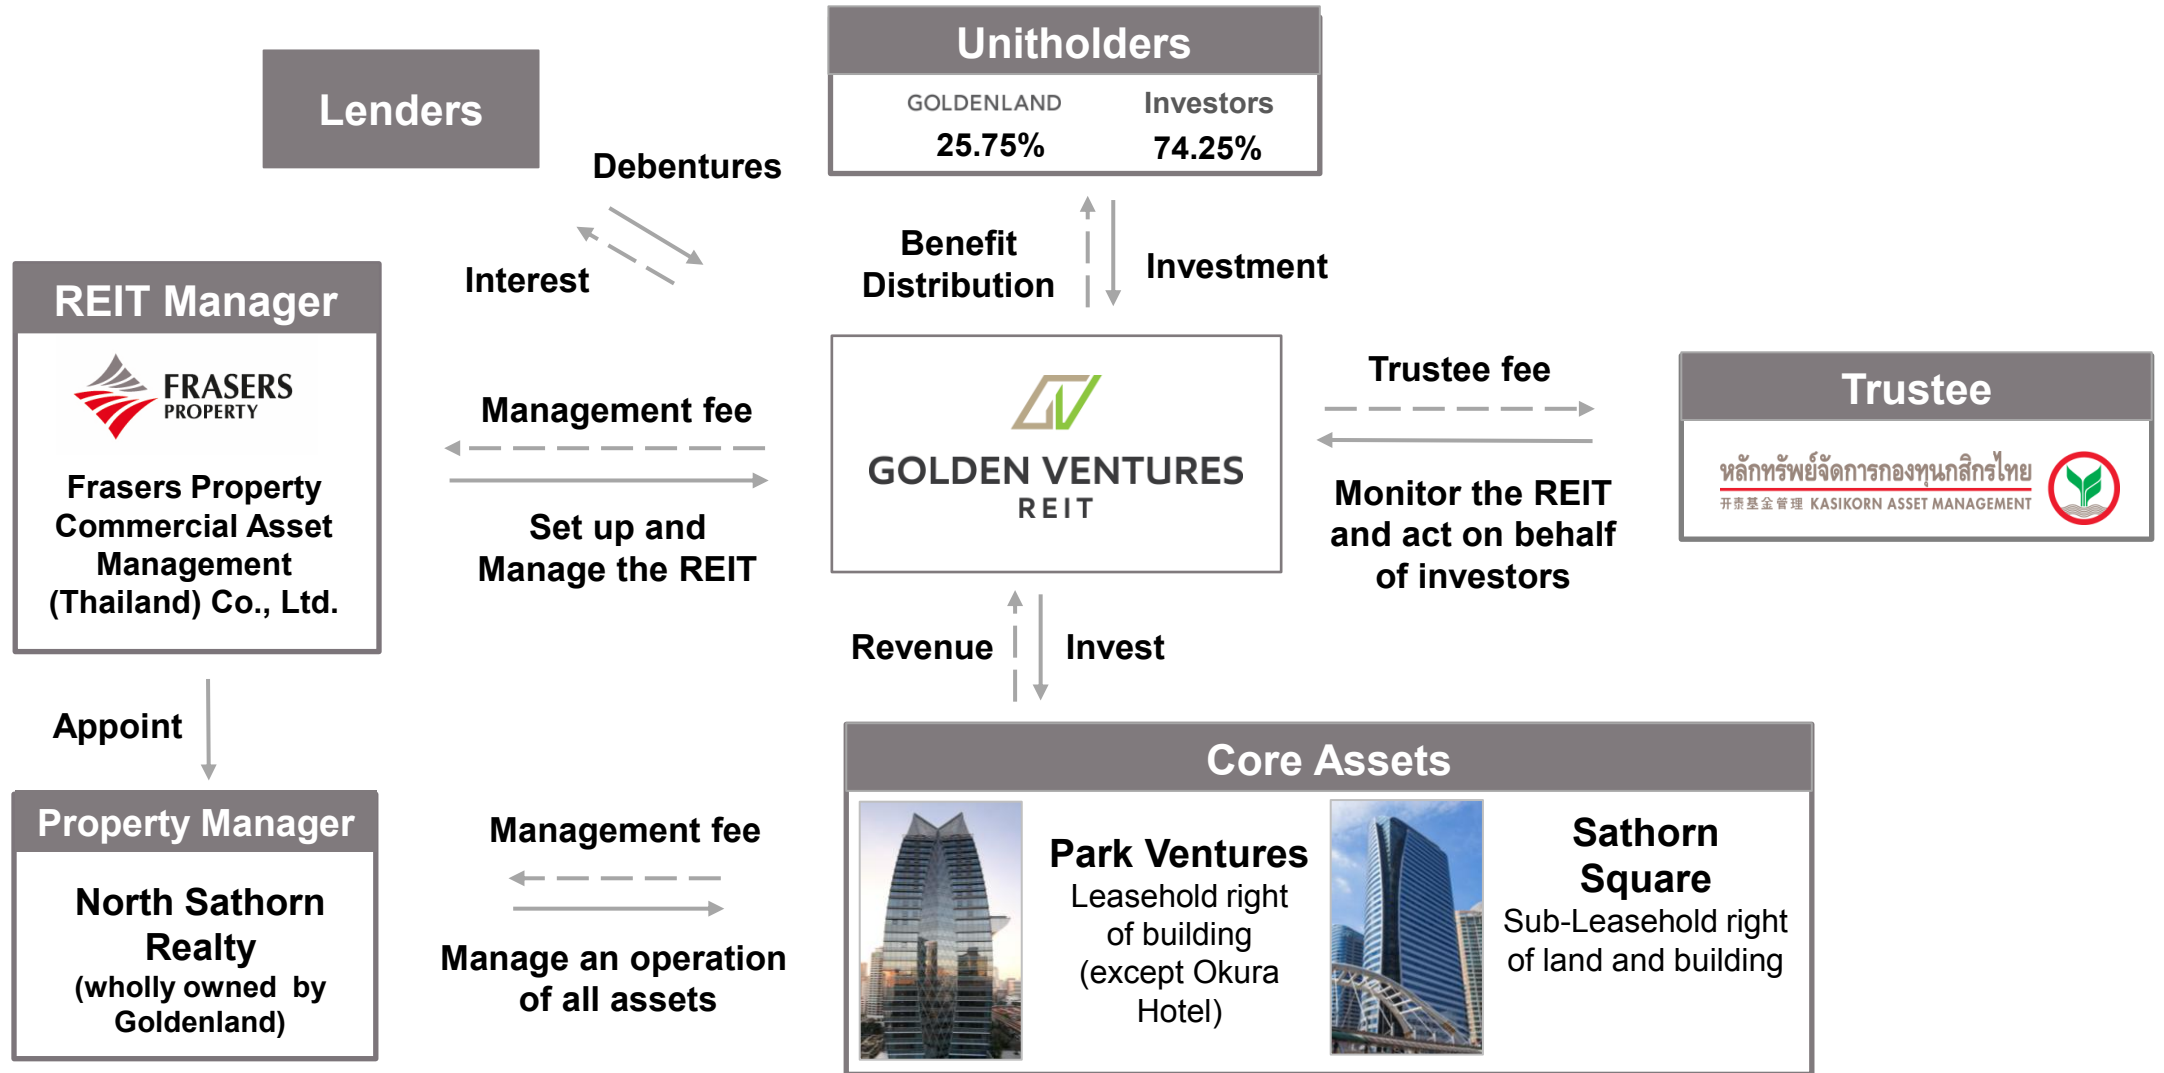 Unitholders
GOLDENLAND
Investors
25.75%
74.25%
Lenders
Debentures
Interest
Benefit
Distribution
Investment
REIT Manager
FRASERS
PROPERTY
Frasers Property
Commercial Asset
Management
(Thailand) Co., Ltd.
Management fee
Set up and
Manage the REIT
GOLDEN VENTURES
REIT
Trustee fee
Monitor the REIT
and act on behalf
of investors
Trustee
หลักทรัพย์จัดการกองทุนกสิกรไทย
开泰基金管理 KASIKORN ASSET MANAGEMENT
Revenue
Invest
Appoint
Property Manager
North Sathorn
Realty
(wholly owned by
Goldenland)
Management fee
Manage an operation
of all assets
Core Assets
Park Ventures
Leasehold right
of building
(except Okura
Hotel)
Sathorn
Square
Sub-Leasehold right
of land and building